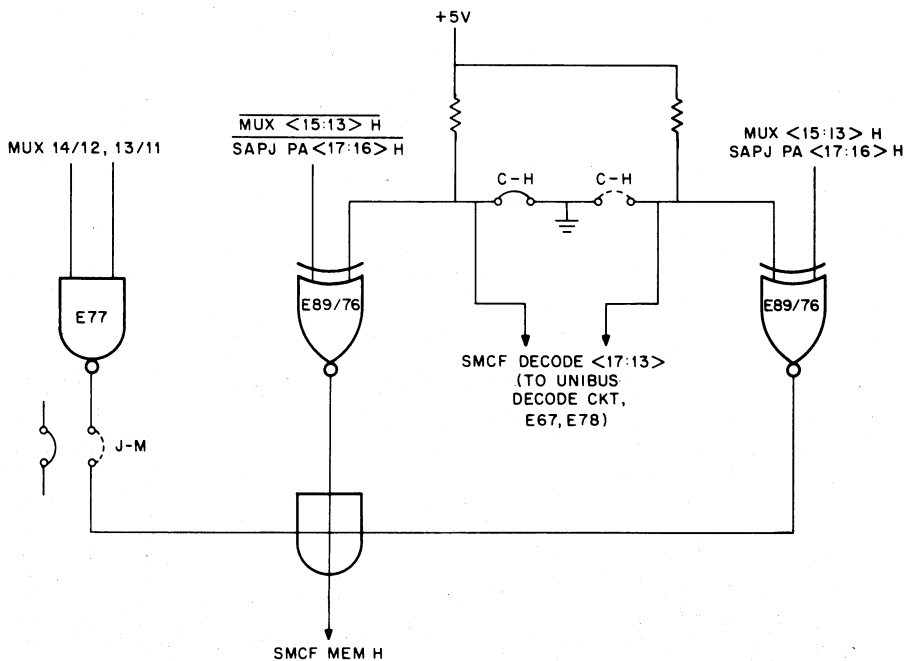 +5V
MUX <15:13> H
SAPJ PA <17:16> H
MUX 14/12, 13/11
MUX <15:13> H
SAPJ PA <17:16> H
C-H
C-H
E77
E89/76
E89/76
SMCF DECODE <17:13>
(TO UNIBUS
DECODE CKT,
E67, E78)
J-M
SMCF MEM H